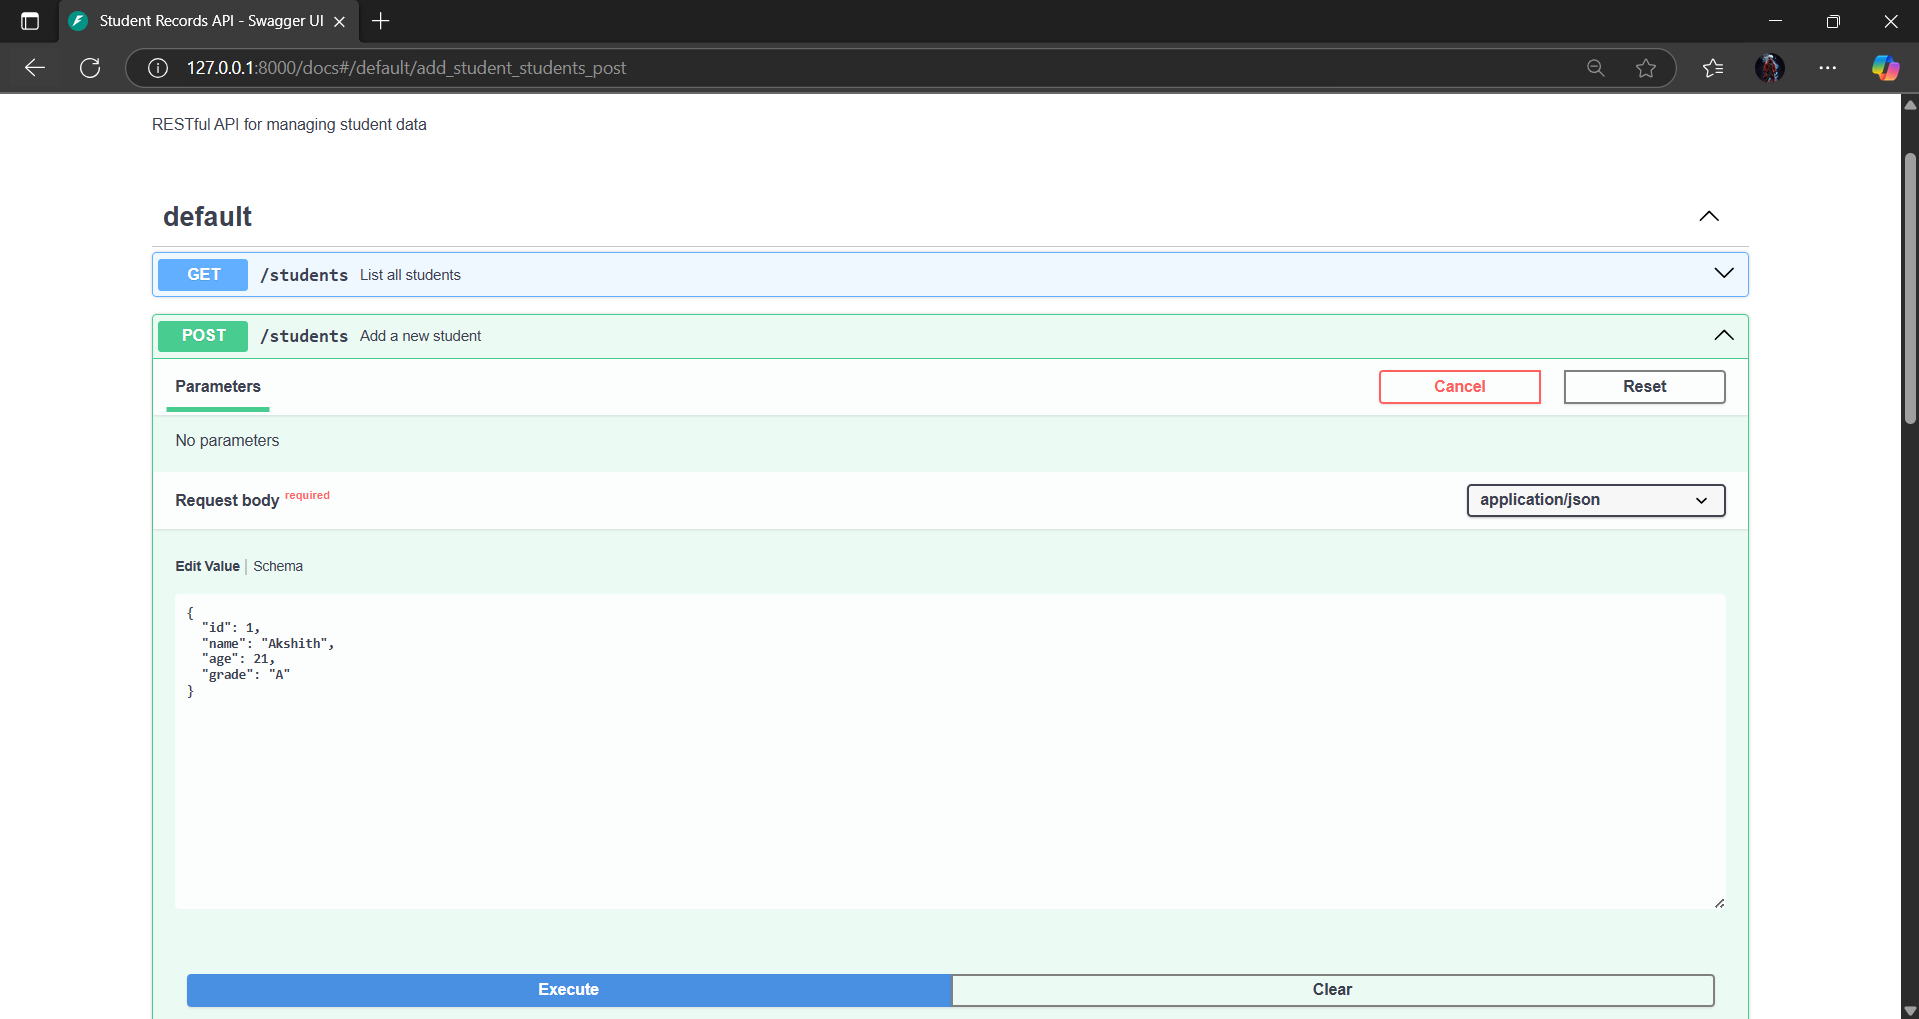 Student Records API - Swagger UI
127.0.0.1:8000/docs#/default/add_student_students_post
RESTful API for managing student data
default
GET /students List all students
POST /students Add a new student
Parameters
Cancel
Reset
No parameters
Request body required
application/json
Edit Value | Schema
{
  "id": 1,
  "name": "Akshith",
  "age": 21,
  "grade": "A"
}
Execute
Clear